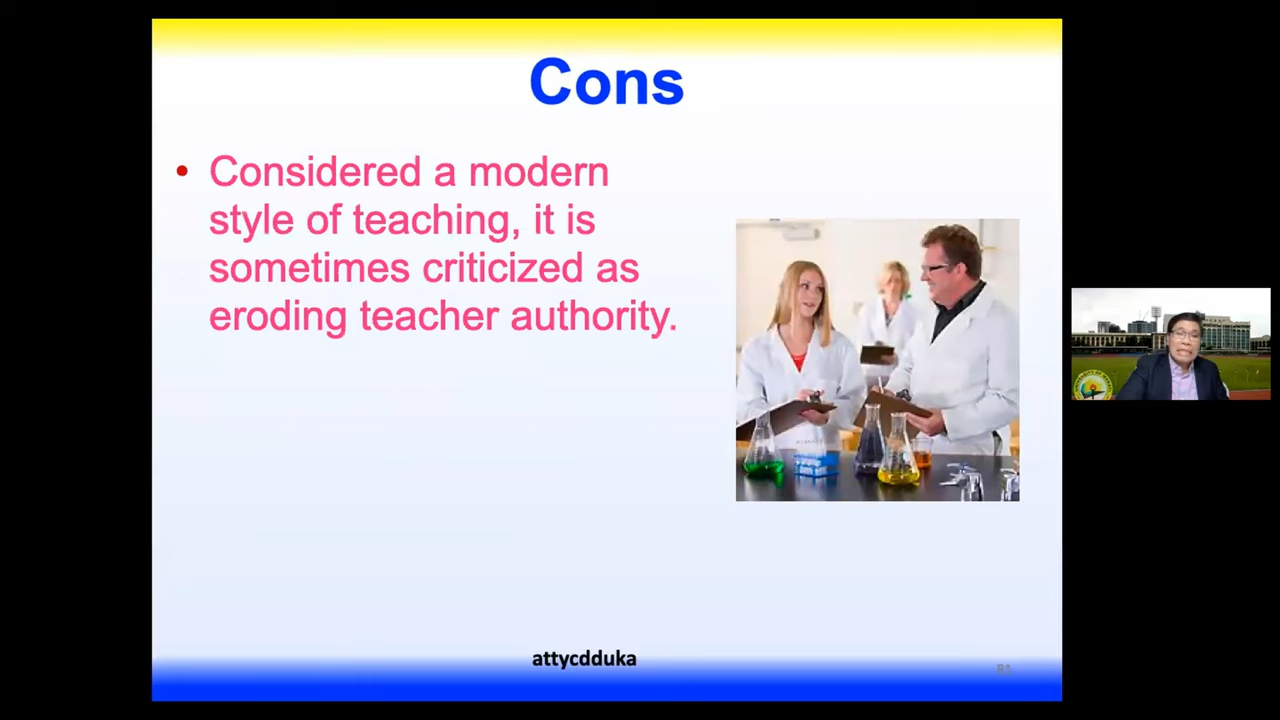 Cons
• Considered a modern
style of teaching, it is
sometimes criticized as
eroding teacher authority.
attycdduka